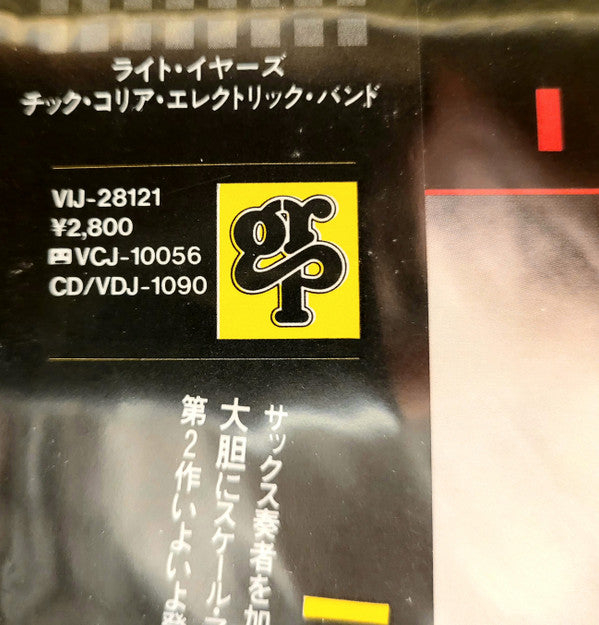 ライト・イヤーズ
チック・コリア・エレクトリック・バンド
VIJ-28121
¥2,800
VCJ-10056
CD/VDJ-1090
grp
サックス奏者を加
大胆にスケール・ア
第2作いよいよ発